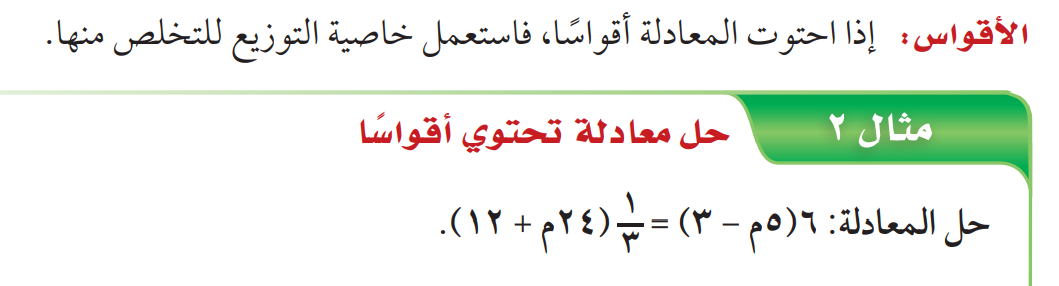 الأقواس: إذا احتوت المعادلة أقواسًا، فاستعمل خاصية التوزيع للتخلص منها.
مثال ٢
حل معادلة تحتوي أقواسًا
حل المعادلة: ٦(٥م – ٣) = ١/٣ (٢٤م + ١٢).